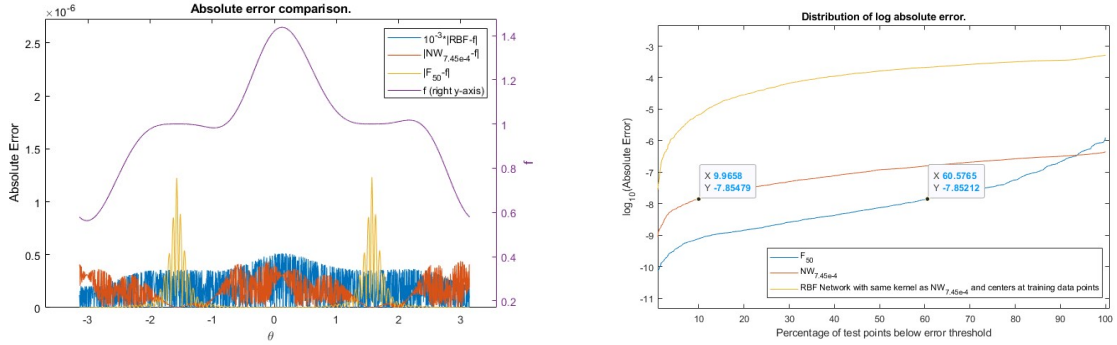 Absolute error comparison.
×10⁻⁶
2.5
2
1.5
1
0.5
0
Absolute Error
10⁻³*|RBF-f|
|NW₇.₄₅ₑ₋₄-f|
|F₅₀-f|
f (right y-axis)
1.4
1.2
1
0.8
0.6
0.4
0.2
f
-3
-2
-1
0
1
2
3
θ
Distribution of log absolute error.
-3
-4
-5
-6
-7
-8
-9
-10
-11
log₁₀(Absolute Error)
X 9.9658
Y -7.85479
X 60.5765
Y -7.85212
F₅₀
NW₇.₄₅ₑ₋₄
RBF Network with same kernel as NW₇.₄₅ₑ₋₄ and centers at training data points
10
20
30
40
50
60
70
80
90
100
Percentage of test points below error threshold